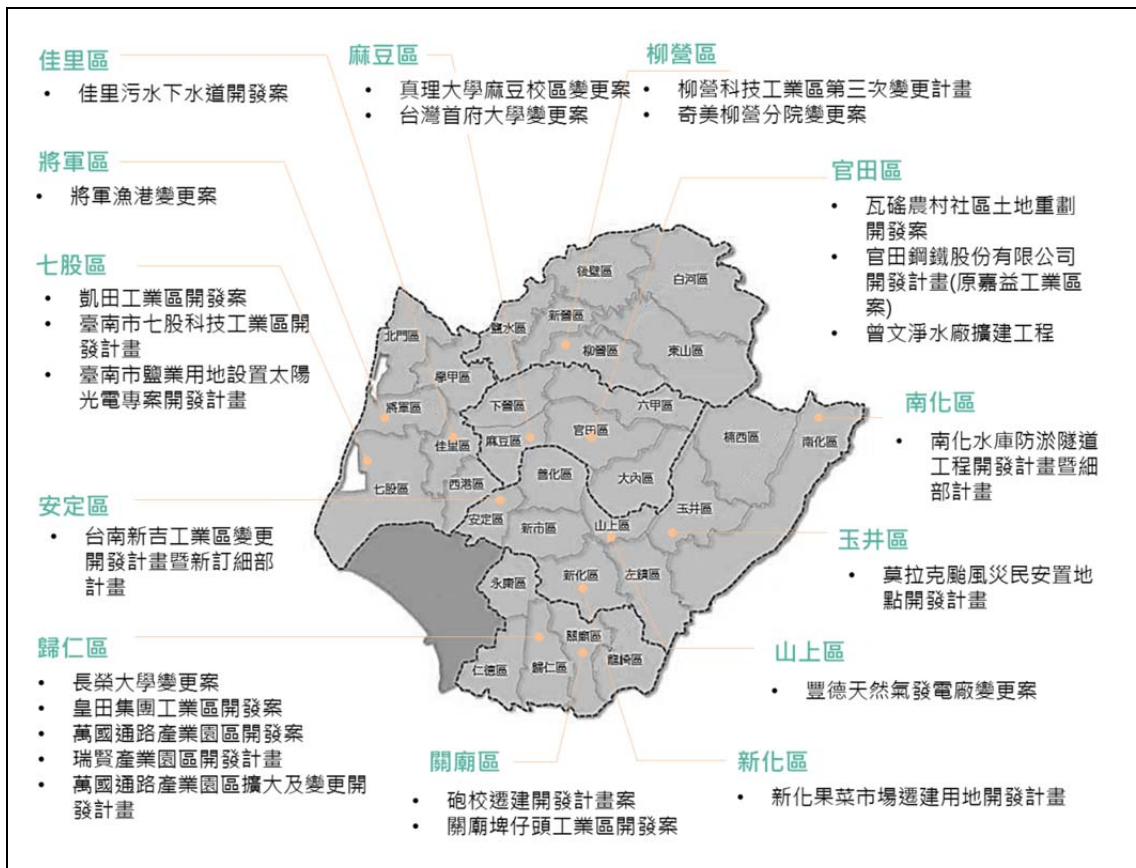 佳里區
• 佳里污水下水道開發案
麻豆區
• 真理大學麻豆校區變更案
• 台灣首府大學變更案
柳營區
• 柳營科技工業區第三次變更計畫
• 奇美柳營分院變更案
將軍區
• 將軍漁港變更案
官田區
• 瓦磘農村社區土地重劃
開發案
• 官田鋼鐵股份有限公司
開發計畫(原嘉益工業區
案)
• 曾文淨水廠擴建工程
七股區
• 凱田工業區開發案
• 臺南市七股科技工業區開
發計畫
• 臺南市鹽業用地設置太陽
光電專案開發計畫
南化區
• 南化水庫防淤隧道
工程開發計畫暨細
部計畫
安定區
• 台南新吉工業區變更
開發計畫暨新訂細部
計畫
玉井區
• 莫拉克颱風災民安置地
點開發計畫
歸仁區
• 長榮大學變更案
• 皇田集團工業區開發案
• 萬國通路產業園區開發案
• 瑞賢產業園區開發計畫
• 萬國通路產業園區擴大及變更開
發計畫
山上區
• 豐德天然氣發電廠變更案
關廟區
• 砲校遷建開發計畫案
• 關廟埤仔頭工業區開發案
新化區
• 新化果菜市場遷建用地開發計畫
後壁區
白河區
新營區
鹽水區
柳營區
東山區
北門區
學甲區
下營區
六甲區
將軍區
佳里區
麻豆區
官田區
楠西區
南化區
七股區
西港區
善化區
大內區
安定區
新市區
山上區
玉井區
永康區
新化區
左鎮區
仁德區
歸仁區
關廟區
龍崎區